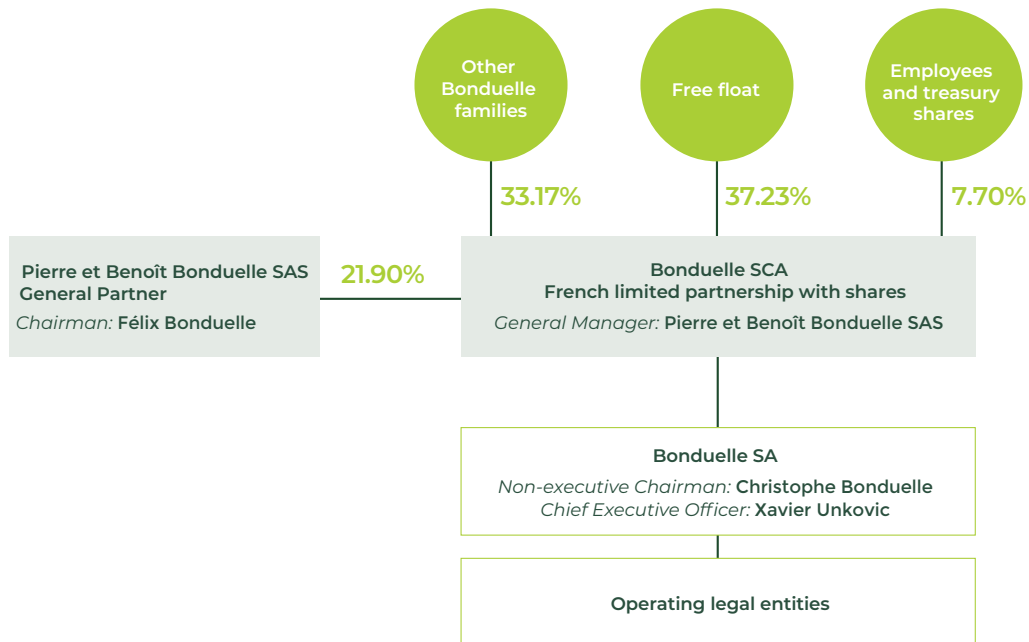 Other
Bonduelle
families
Free float
Employees
and treasury
shares
33.17%
37.23%
7.70%
Pierre et Benoît Bonduelle SAS
General Partner
Chairman: Félix Bonduelle
21.90%
Bonduelle SCA
French limited partnership with shares
General Manager: Pierre et Benoît Bonduelle SAS
Bonduelle SA
Non-executive Chairman: Christophe Bonduelle
Chief Executive Officer: Xavier Unkovic
Operating legal entities